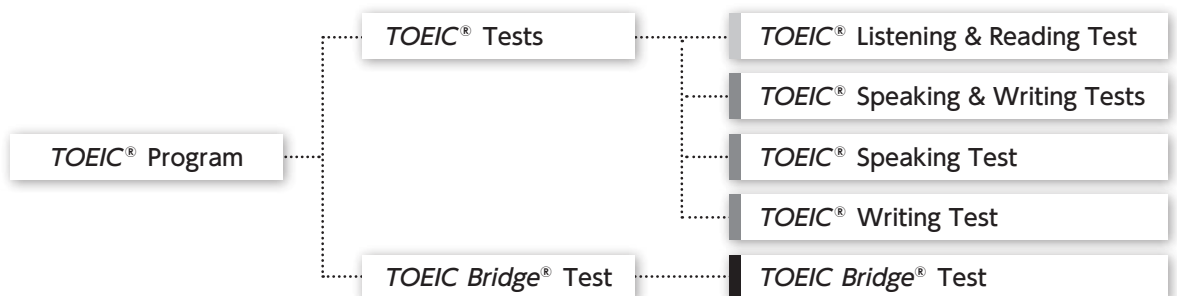 TOEIC® Program
TOEIC® Tests
TOEIC® Listening & Reading Test
TOEIC® Speaking & Writing Tests
TOEIC® Speaking Test
TOEIC® Writing Test
TOEIC Bridge® Test
TOEIC Bridge® Test